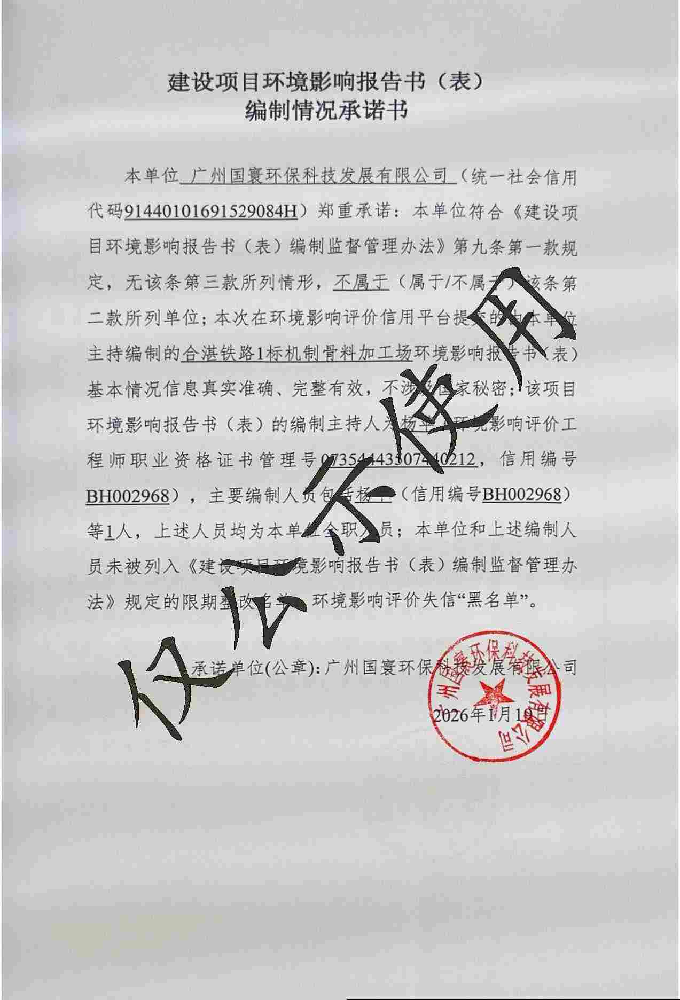 建设项目环境影响报告书（表）
编制情况承诺书
本单位 广州国寰环保科技发展有限公司 （统一社会信用
代码91440101691529084H）郑重承诺：本单位符合《建设项
目环境影响报告书（表）编制监督管理办法》第九条第一款规
定，无该条第三款所列情形，不属于（属于/不属于）该条第
二款所列单位；本次在环境影响评价信用平台提交的由本单位
主持编制的合湛铁路1标机制骨料加工场环境影响报告书（表）
基本情况信息真实准确、完整有效，不涉及国家秘密；该项目
环境影响报告书（表）的编制主持人为杨 环境影响评价工
程师职业资格证书管理号07354443507440212，信用编号
BH002968），主要编制人员包括杨 （信用编号BH002968）
等1人，上述人员均为本单位全职人员；本单位和上述编制人
员未被列入《建设项目环境影响报告书（表）编制监督管理办
法》规定的限期整改名单、环境影响评价失信“黑名单”。
承诺单位(公章)：广州国寰环保科技发展有限公司
2026年1月19日
广州国寰环保科技发展有限公司
仅公示使用